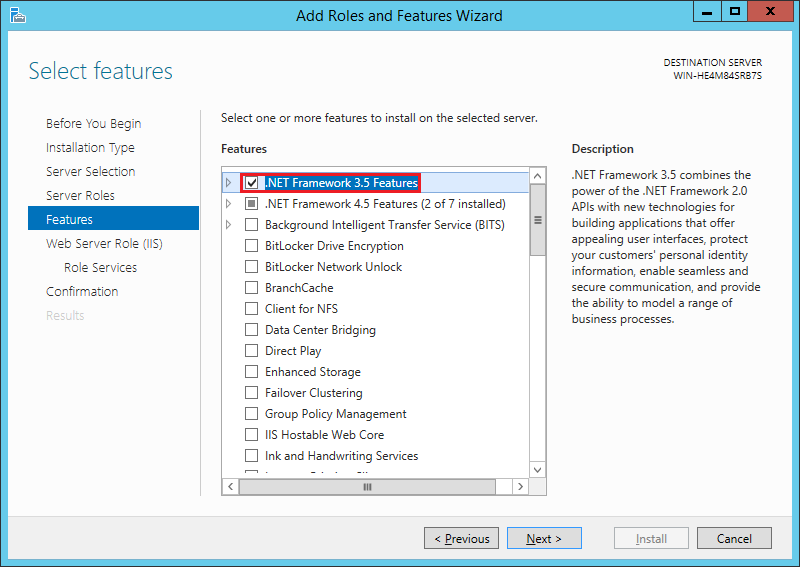 Add Roles and Features Wizard
Select features
DESTINATION SERVER
WIN-HE4M84SRB7S
Before You Begin
Installation Type
Server Selection
Server Roles
Features
Web Server Role (IIS)
Role Services
Confirmation
Results
Select one or more features to install on the selected server.
Features
.NET Framework 3.5 Features
.NET Framework 4.5 Features (2 of 7 installed)
Background Intelligent Transfer Service (BITS)
BitLocker Drive Encryption
BitLocker Network Unlock
BranchCache
Client for NFS
Data Center Bridging
Direct Play
Enhanced Storage
Failover Clustering
Group Policy Management
IIS Hostable Web Core
Ink and Handwriting Services
Description
.NET Framework 3.5 combines the
power of the .NET Framework 2.0
APIs with new technologies for
building applications that offer
appealing user interfaces, protect
your customers' personal identity
information, enable seamless and
secure communication, and provide
the ability to model a range of
business processes.
< Previous
Next >
Install
Cancel